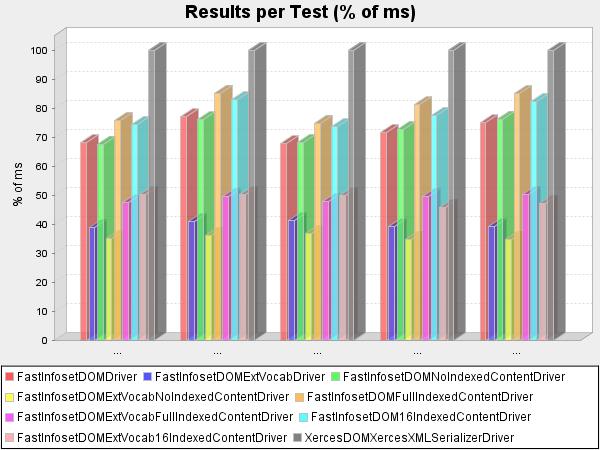 Results per Test (% of ms)
100
90
80
70
60
50
40
30
20
10
0
% of ms
... ... ... ... ...
FastInfosetDOMDriver FastInfosetDOMExtVocabDriver FastInfosetDOMNoIndexedContentDriver
FastInfosetDOMExtVocabNoIndexedContentDriver FastInfosetDOMFullIndexedContentDriver
FastInfosetDOMExtVocabFullIndexedContentDriver FastInfosetDOM16IndexedContentDriver
FastInfosetDOMExtVocab16IndexedContentDriver XercesDOMXercesXMLSerializerDriver